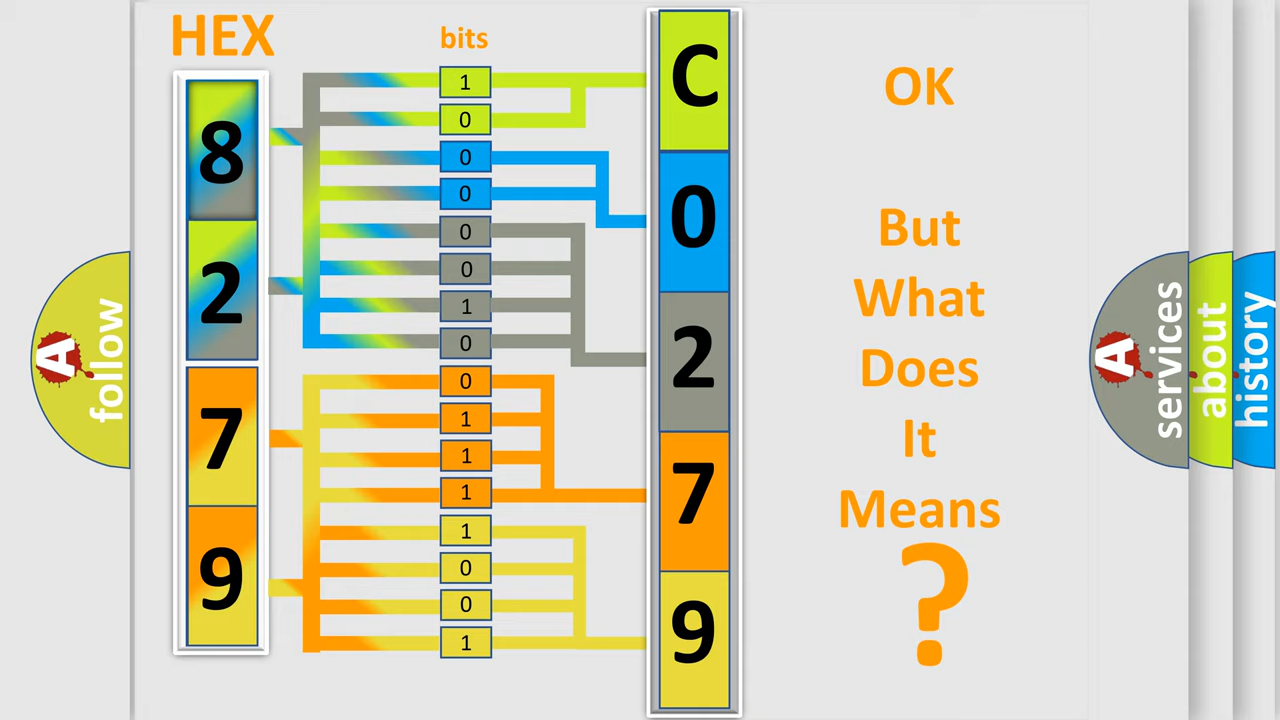 HEX
bits
8
2
7
9
1
0
0
0
0
0
1
0
0
1
1
1
1
0
0
1
C
0
2
7
9
OK
But
What
Does
It
Means
?
A
follow
A
services
about
history